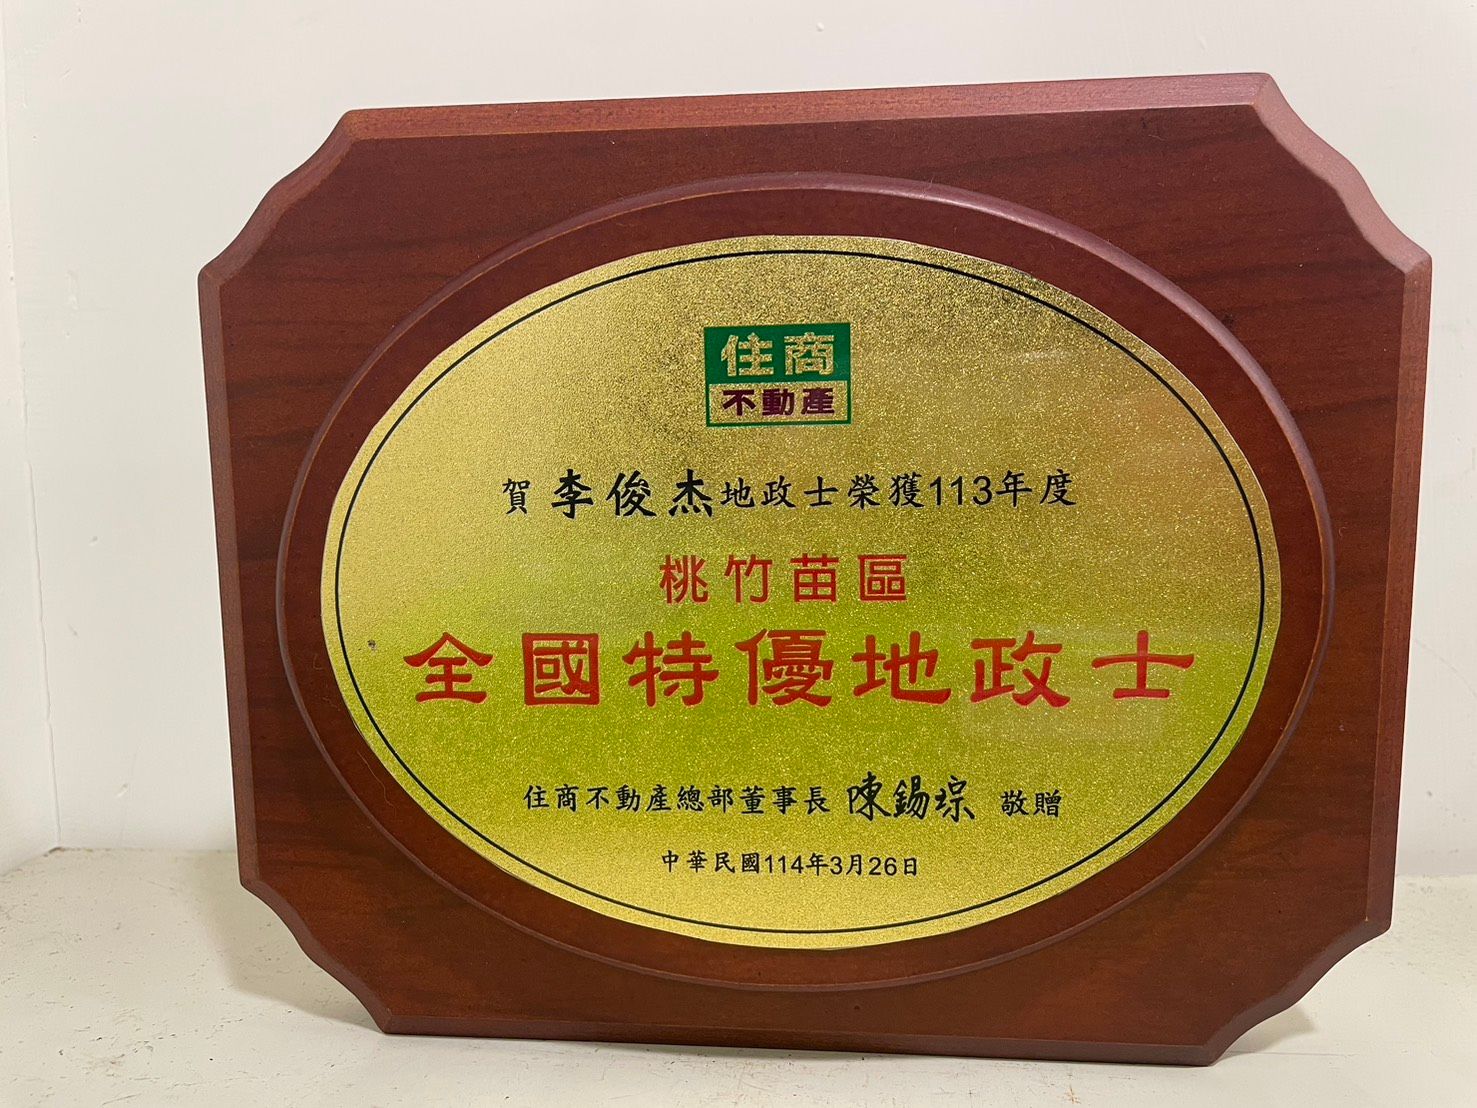 住商
不動產
賀 李俊杰地政士榮獲113年度
桃竹苗區
全國特優地政士
住商不動產總部董事長 陳錫琮 敬贈
中華民國114年3月26日